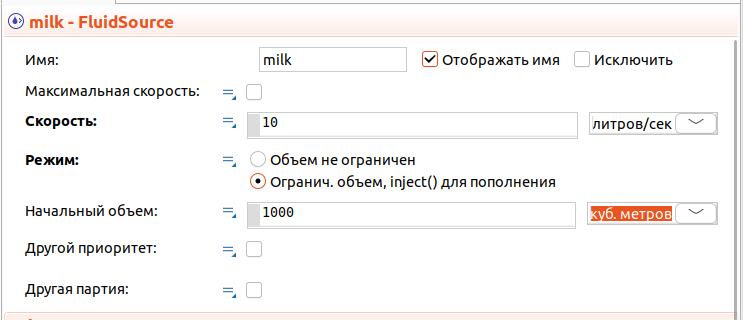 milk - FluidSource
Имя: milk Отображать имя Исключить
Максимальная скорость:
Скорость: 10 литров/сек
Режим: Объем не ограничен
Огранич. объем, inject() для пополнения
Начальный объем: 1000 куб. метров
Другой приоритет:
Другая партия: